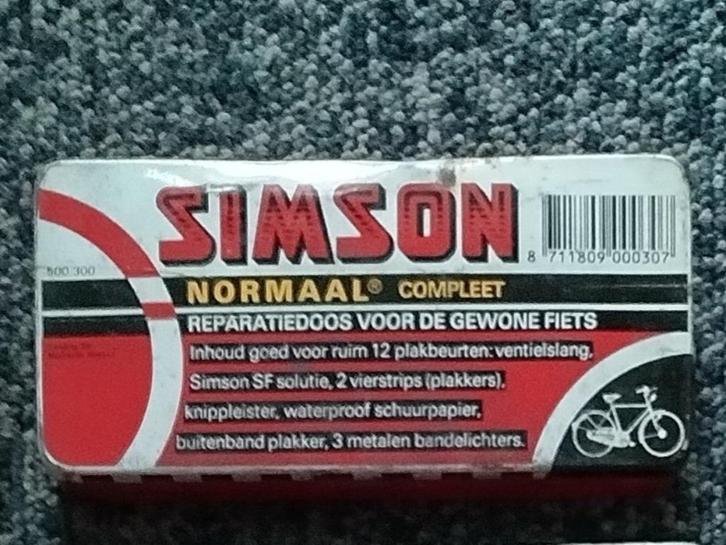 SIMSON
8 711809 000307
500.300
NORMAAL® COMPLEET
REPARATIEDOOS VOOR DE GEWONE FIETS
Inhoud goed voor ruim 12 plakbeurten: ventielslang,
Simson SF solutie, 2 vierstrips (plakkers),
knippleister, waterproof schuurpapier,
buitenband plakker, 3 metalen bandelichters.